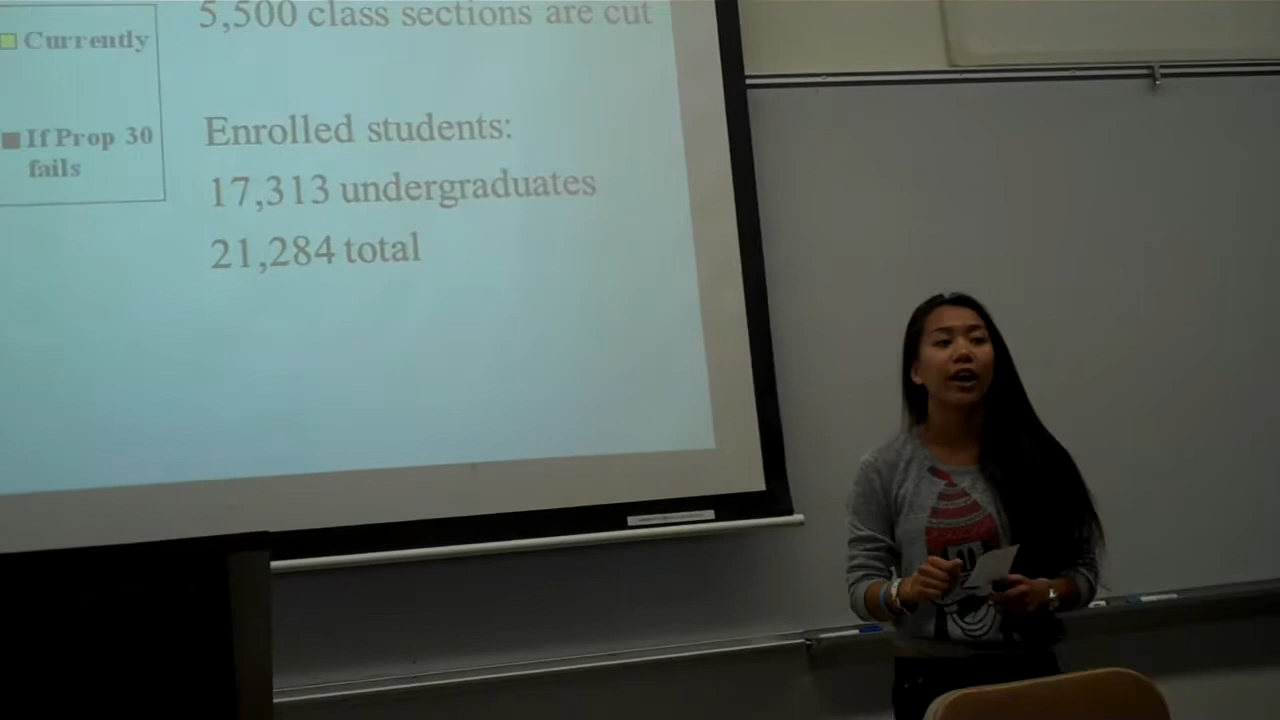 5,500 class sections are cut
Currently
If Prop 30
fails
Enrolled students:
17,313 undergraduates
21,284 total